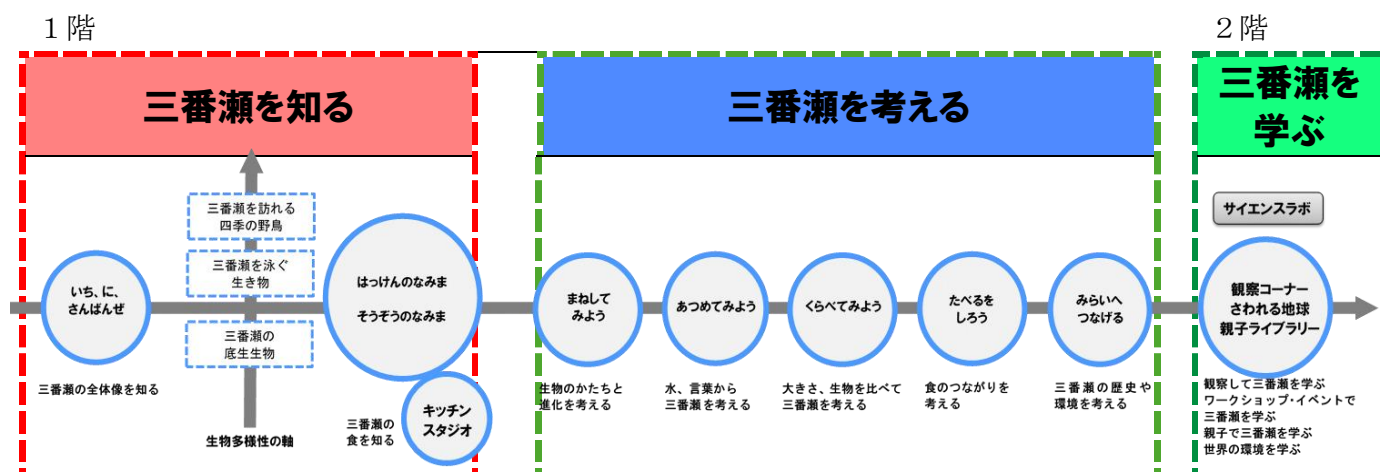 １階
２階
三番瀬を知る
三番瀬を考える
三番瀬を
学ぶ
いち、に、
さんばんぜ
三番瀬の全体像を知る
三番瀬を訪れる
四季の野鳥
三番瀬を泳ぐ
生き物
三番瀬の
底生生物
生物多様性の軸
はっけんのなみま
そうぞうのなみま
三番瀬の
食を知る
キッチン
スタジオ
まねして
みよう
生物のかたちと
進化を考える
あつめてみよう
水、言葉から
三番瀬を考える
くらべてみよう
大きさ、生物を比べて
三番瀬を考える
たべるを
しろう
食のつながりを
考える
みらいへ
つなげる
三番瀬の歴史や
環境を考える
サイエンスラボ
観察コーナー
さわれる地球
親子ライブラリー
観察して三番瀬を学ぶ
ワークショップ・イベントで
三番瀬を学ぶ
親子で三番瀬を学ぶ
世界の環境を学ぶ